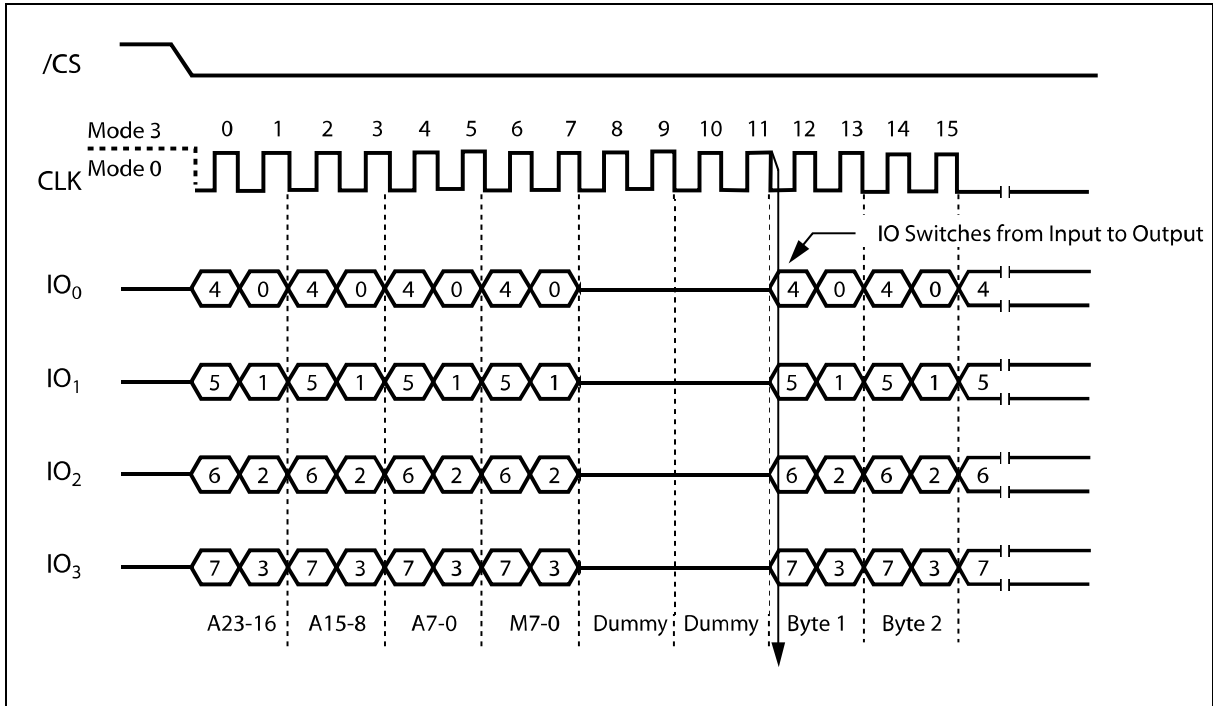 /CS
Mode 3
0 1 2 3 4 5 6 7 8 9 10 11 12 13 14 15
CLK Mode 0
IO Switches from Input to Output
IO0 4 0 4 0 4 0 4 0 4 0 4 0 4
IO1 5 1 5 1 5 1 5 1 5 1 5 1 5
IO2 6 2 6 2 6 2 6 2 6 2 6 2 6
IO3 7 3 7 3 7 3 7 3 7 3 7 3 7
A23-16 A15-8 A7-0 M7-0 Dummy Dummy Byte 1 Byte 2